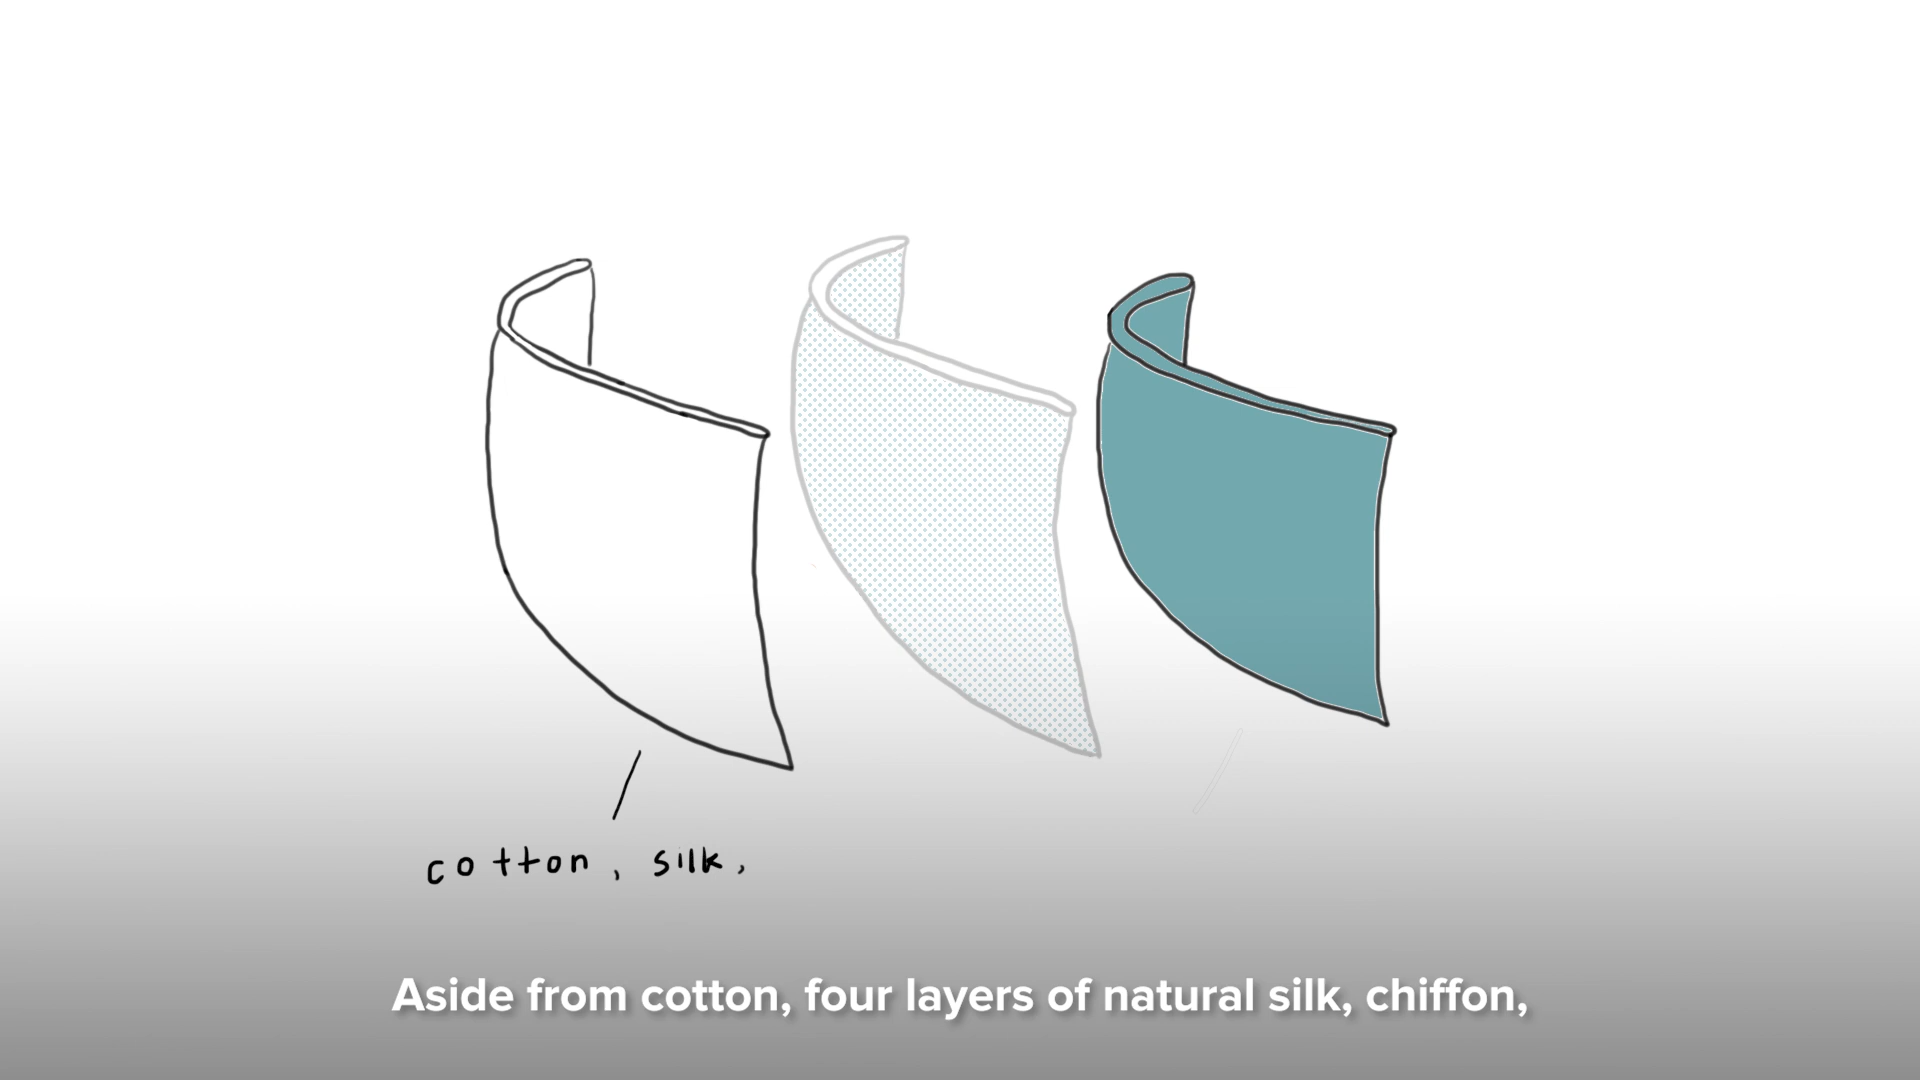 cotton, silk,
Aside from cotton, four layers of natural silk, chiffon,